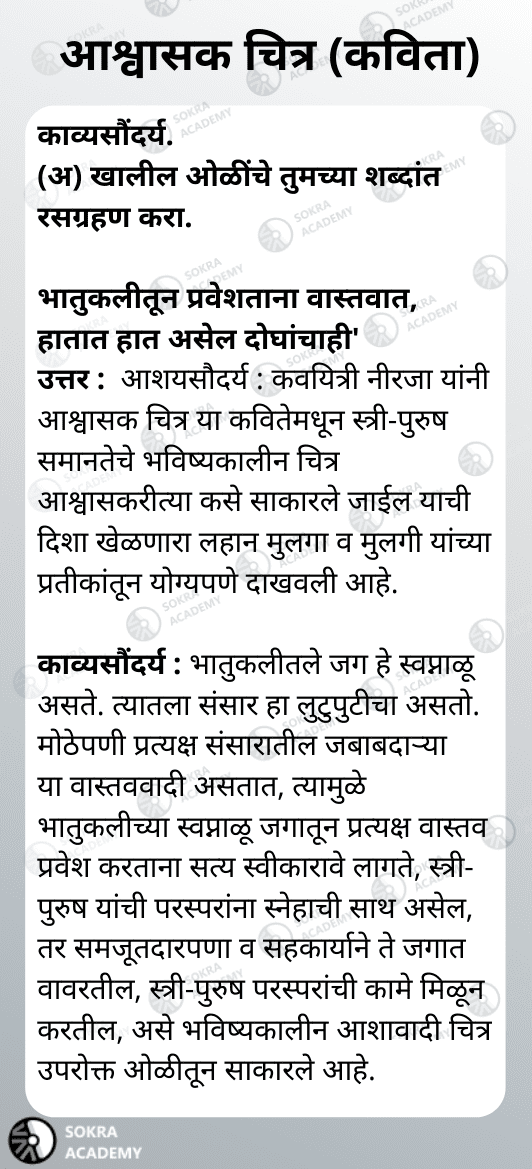 आश्वासक चित्र (कविता)
काव्यसौंदर्य.
(अ) खालील ओळींचे तुमच्या शब्दांत
रसग्रहण करा.
भातुकलीतून प्रवेशताना वास्तवात,
हातात हात असेल दोघांचाही'
उत्तर : आशयसौदर्य : कवयित्री नीरजा यांनी
आश्वासक चित्र या कवितेमधून स्त्री-पुरुष
समानतेचे भविष्यकालीन चित्र
आश्वासकरीत्या कसे साकारले जाईल याची
दिशा खेळणारा लहान मुलगा व मुलगी यांच्या
प्रतीकांतून योग्यपणे दाखवली आहे.
काव्यसौंदर्य : भातुकलीतले जग हे स्वप्नाळू
असते. त्यातला संसार हा लुटुपुटीचा असतो.
मोठेपणी प्रत्यक्ष संसारातील जबाबदाऱ्या
या वास्तववादी असतात, त्यामुळे
भातुकलीच्या स्वप्नाळू जगातून प्रत्यक्ष वास्तव
प्रवेश करताना सत्य स्वीकारावे लागते, स्त्री-
पुरुष यांची परस्परांना स्नेहाची साथ असेल,
तर समजूतदारपणा व सहकार्याने ते जगात
वावरतील, स्त्री-पुरुष परस्परांची कामे मिळून
करतील, असे भविष्यकालीन आशावादी चित्र
उपरोक्त ओळीतून साकारले आहे.
SOKRA
ACADEMY